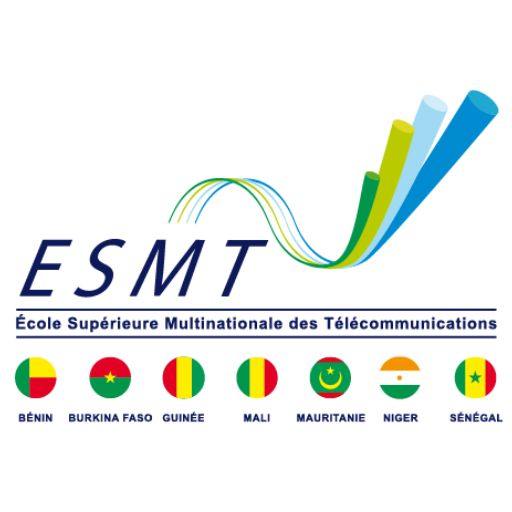 ESMT
École Supérieure Multinationale des Télécommunications
BÉNIN BURKINA FASO GUINÉE MALI MAURITANIE NIGER SÉNÉGAL